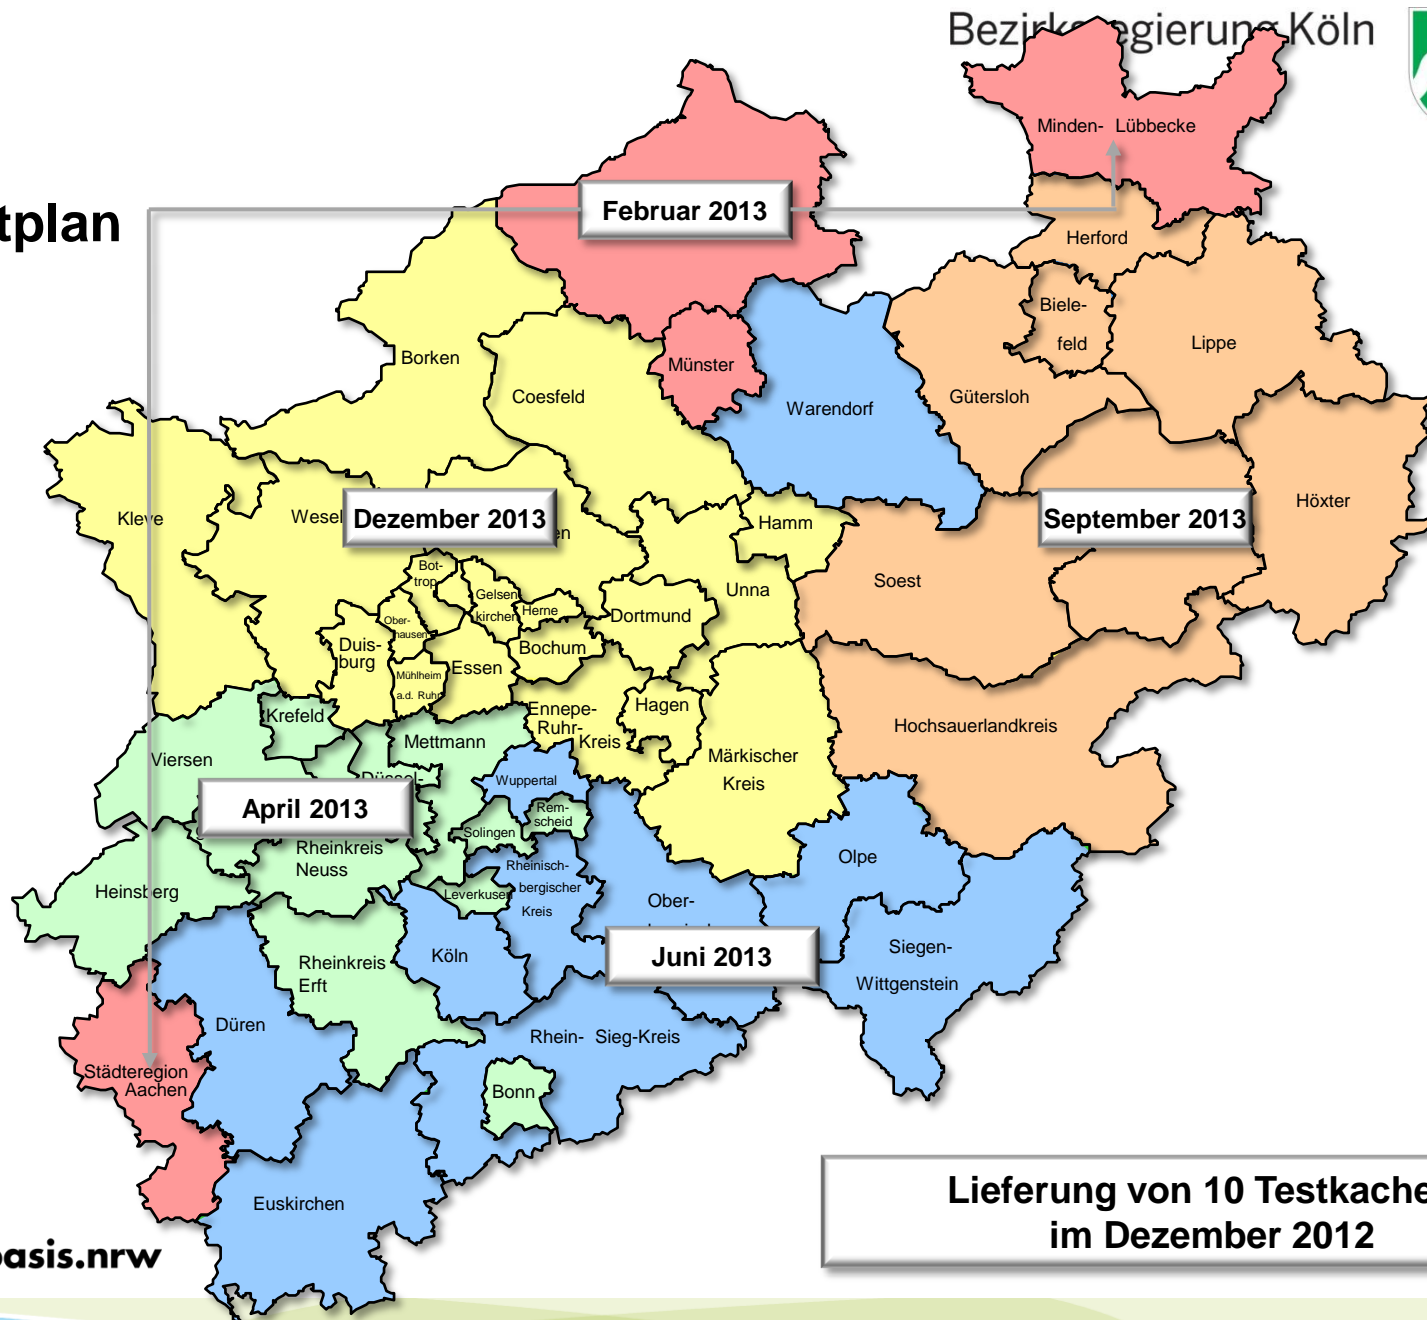 Bezirksregierung Köln
Minden- Lübbecke
tplan
Februar 2013
Herford
Biele-
feld
Lippe
Borken
Münster
Coesfeld
Gütersloh
Warendorf
Höxter
Kleve
Wesel
Dezember 2013
en
September 2013
Hamm
Bot-
trop
Soest
Unna
Gelsen
kirchen
Herne
Ober-
hausen
Dortmund
Duis-
burg
Bochum
Essen
Mühlheim
a.d. Ruhr
Hagen
Ennepe-
Ruhr-
Kreis
Krefeld
Hochsauerlandkreis
Mettmann
Viersen
Märkischer
Kreis
Düssel-
Wuppertal
April 2013
Rem-
scheid
Solingen
Rheinkreis
Neuss
Olpe
Rheinisch-
bergischer
Kreis
Heinsberg
Leverkusen
Ober-
Siegen-
Wittgenstein
Köln
Juni 2013
Rheinkreis
Erft
Düren
Rhein- Sieg-Kreis
Städteregion
Aachen
Bonn
Euskirchen
Lieferung von 10 Testkache
im Dezember 2012
basis.nrw